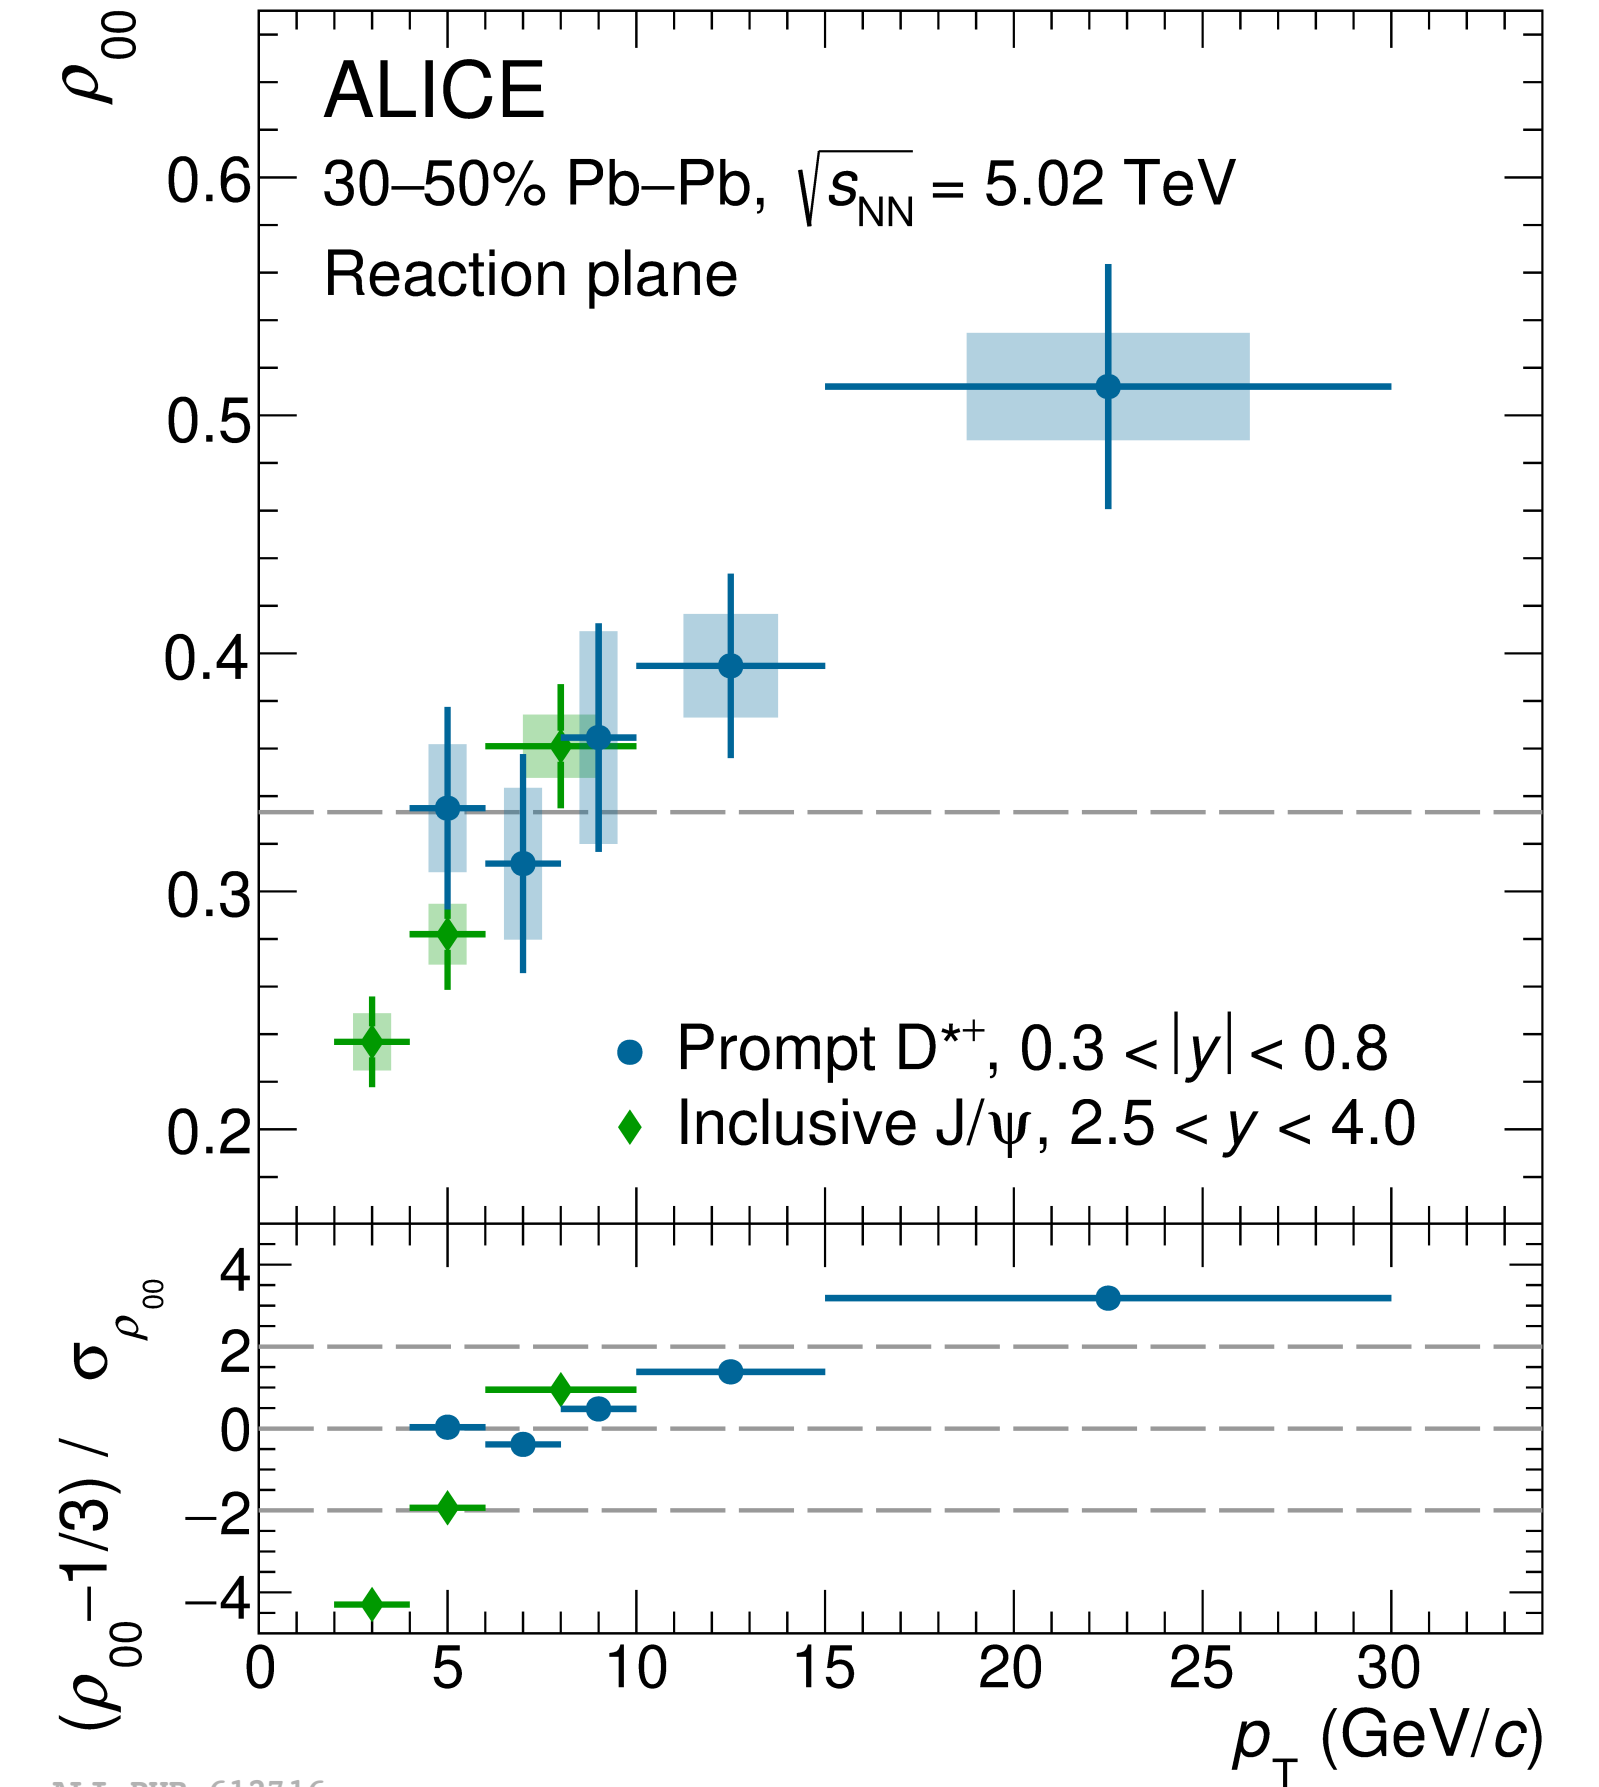 ρ00
ALICE
30–50% Pb–Pb, √sNN = 5.02 TeV
Reaction plane
0.6
0.5
0.4
0.3
0.2
Prompt D*+, 0.3 < |y| < 0.8
Inclusive J/ψ, 2.5 < y < 4.0
(ρ00−1/3) / σρ00
4
2
0
−2
−4
0 5 10 15 20 25 30
pT (GeV/c)